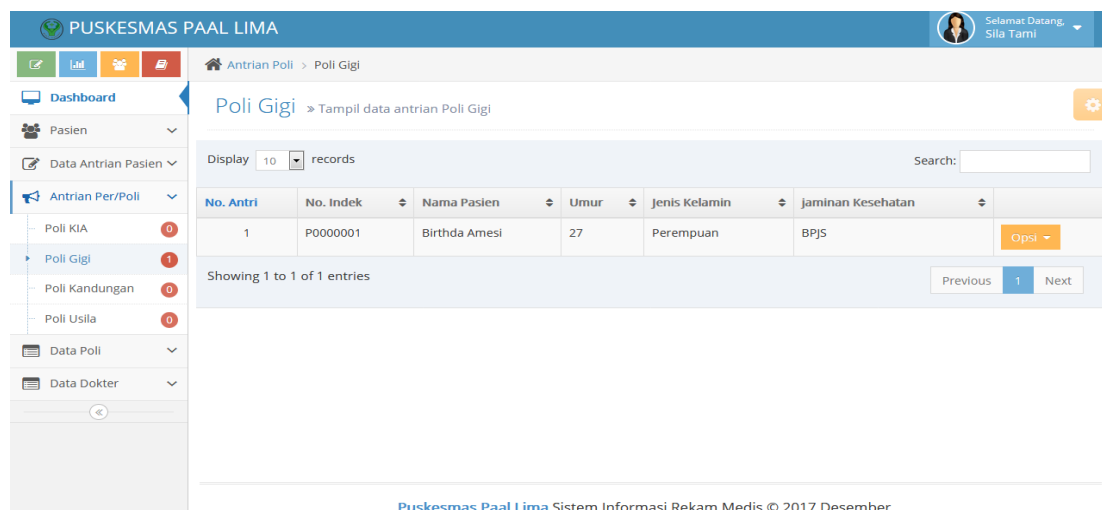 PUSKESMAS PAAL LIMA
Selamat Datang,
Sila Tami
Antrian Poli > Poli Gigi
Dashboard
Pasien
Data Antrian Pasien
Antrian Per/Poli
Poli KIA 0
Poli Gigi 1
Poli Kandungan 0
Poli Usila 0
Data Poli
Data Dokter
Poli Gigi » Tampil data antrian Poli Gigi
Display 10 records
Search:
No. Antri No. Indek Nama Pasien Umur Jenis Kelamin jaminan Kesehatan
1 P0000001 Birthda Amesi 27 Perempuan BPJS Opsi
Showing 1 to 1 of 1 entries
Previous 1 Next
Puskesmas Paal Lima Sistem Informasi Rekam Medis © 2017 Desember